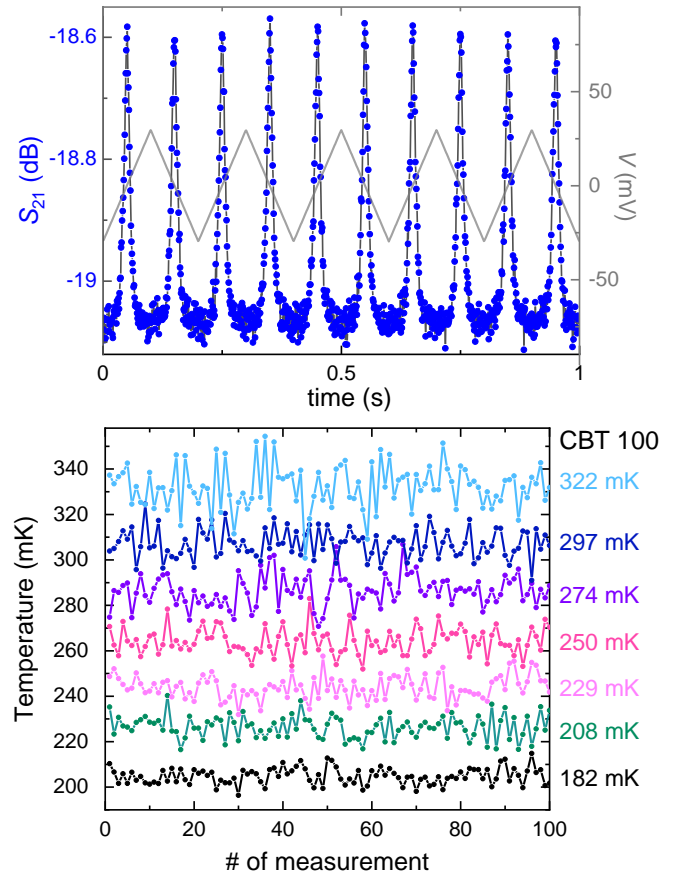 -18.6
-18.8
-19
S21 (dB)
50
0
-50
V (mV)
0
0.5
1
time (s)
CBT 100
340
320
300
280
260
240
220
200
Temperature (mK)
322 mK
297 mK
274 mK
250 mK
229 mK
208 mK
182 mK
0
20
40
60
80
100
# of measurement